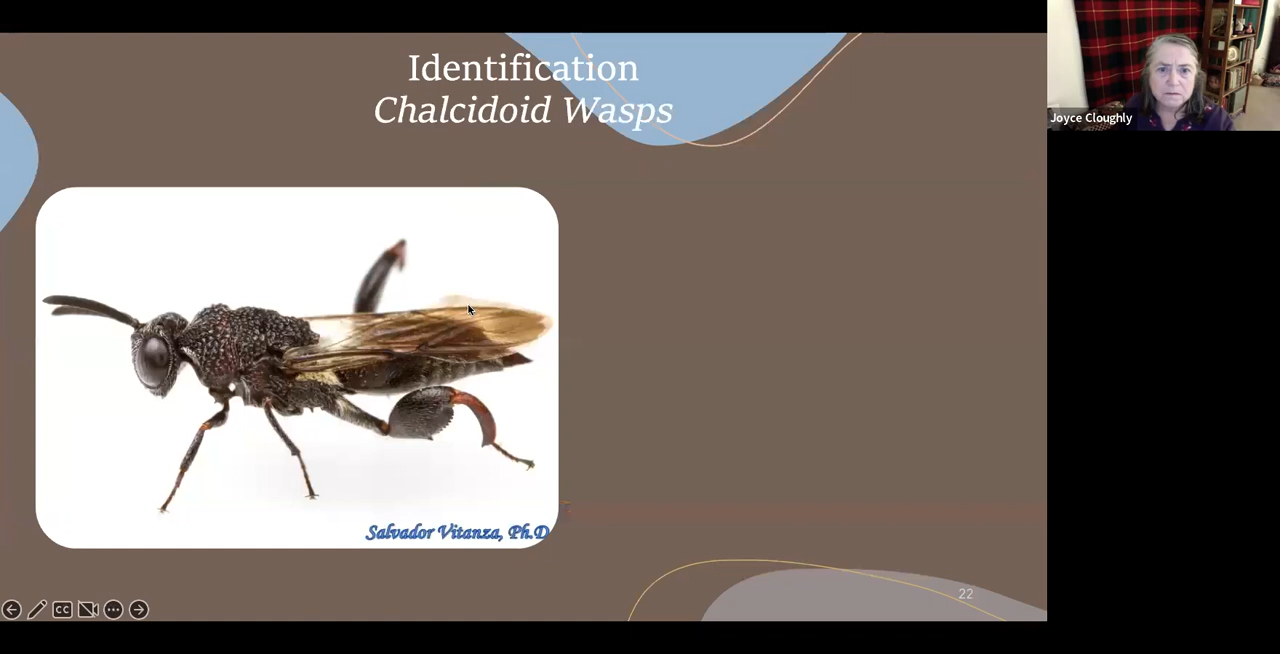 Identification
Chalcidoid Wasps
Joyce Cloughly
Salvador Vitanza, Ph.D
CC
22